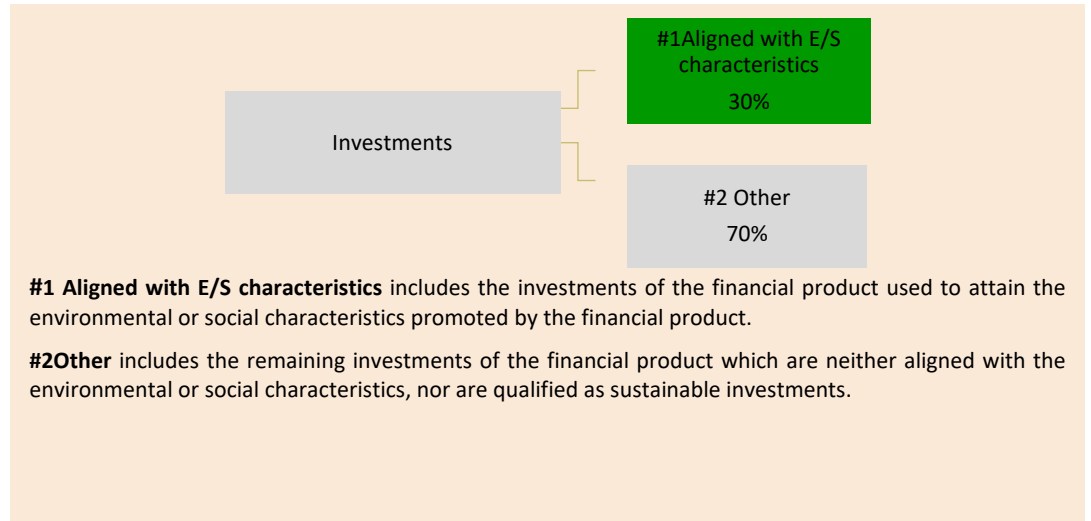 #1Aligned with E/S
characteristics
30%
Investments
#2 Other
70%
#1 Aligned with E/S characteristics includes the investments of the financial product used to attain the
environmental or social characteristics promoted by the financial product.
#2Other includes the remaining investments of the financial product which are neither aligned with the
environmental or social characteristics, nor are qualified as sustainable investments.